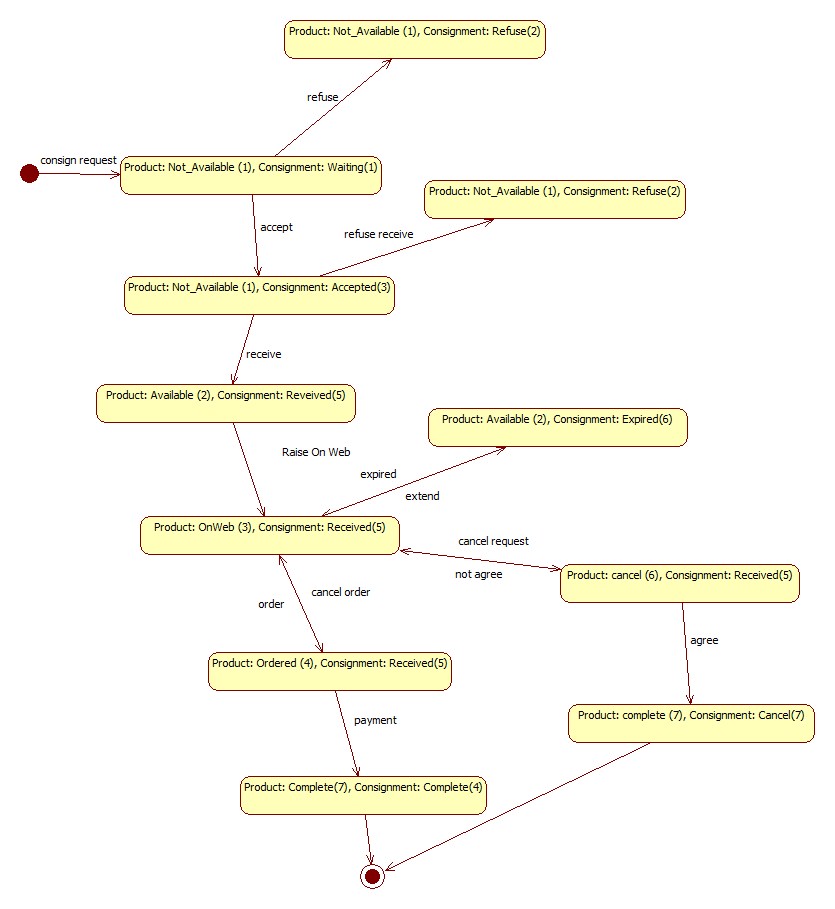 Product: Not_Available (1), Consignment: Refuse(2)
refuse
consign request
Product: Not_Available (1), Consignment: Waiting(1)
Product: Not_Available (1), Consignment: Refuse(2)
accept
refuse receive
Product: Not_Available (1), Consignment: Accepted(3)
receive
Product: Available (2), Consignment: Reveived(5)
Product: Available (2), Consignment: Expired(6)
Raise On Web
expired
extend
Product: OnWeb (3), Consignment: Received(5)
cancel request
not agree
Product: cancel (6), Consignment: Received(5)
cancel order
order
agree
Product: Ordered (4), Consignment: Received(5)
payment
Product: complete (7), Consignment: Cancel(7)
Product: Complete(7), Consignment: Complete(4)